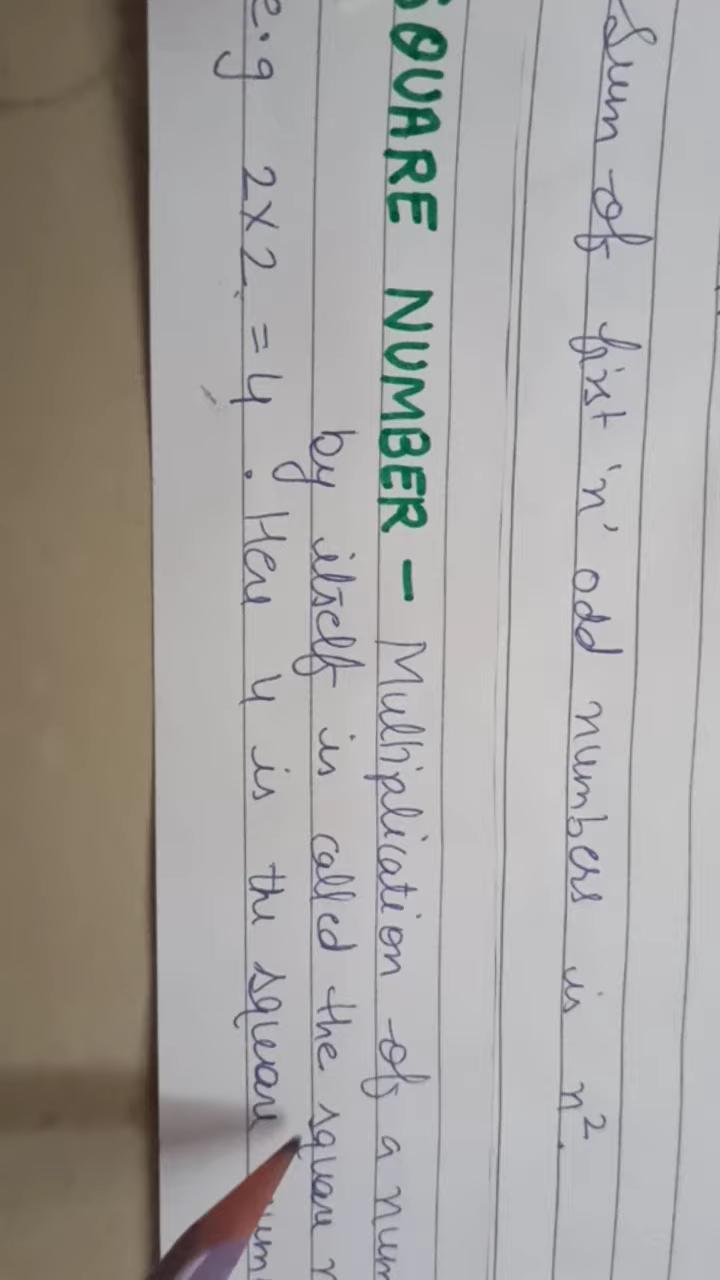 Sum of first 'n' odd numbers is n².
SQUARE NUMBER - Multiplication of a num
by itself is called the square n
e.g 2×2 = 4. Here 4 is the square num